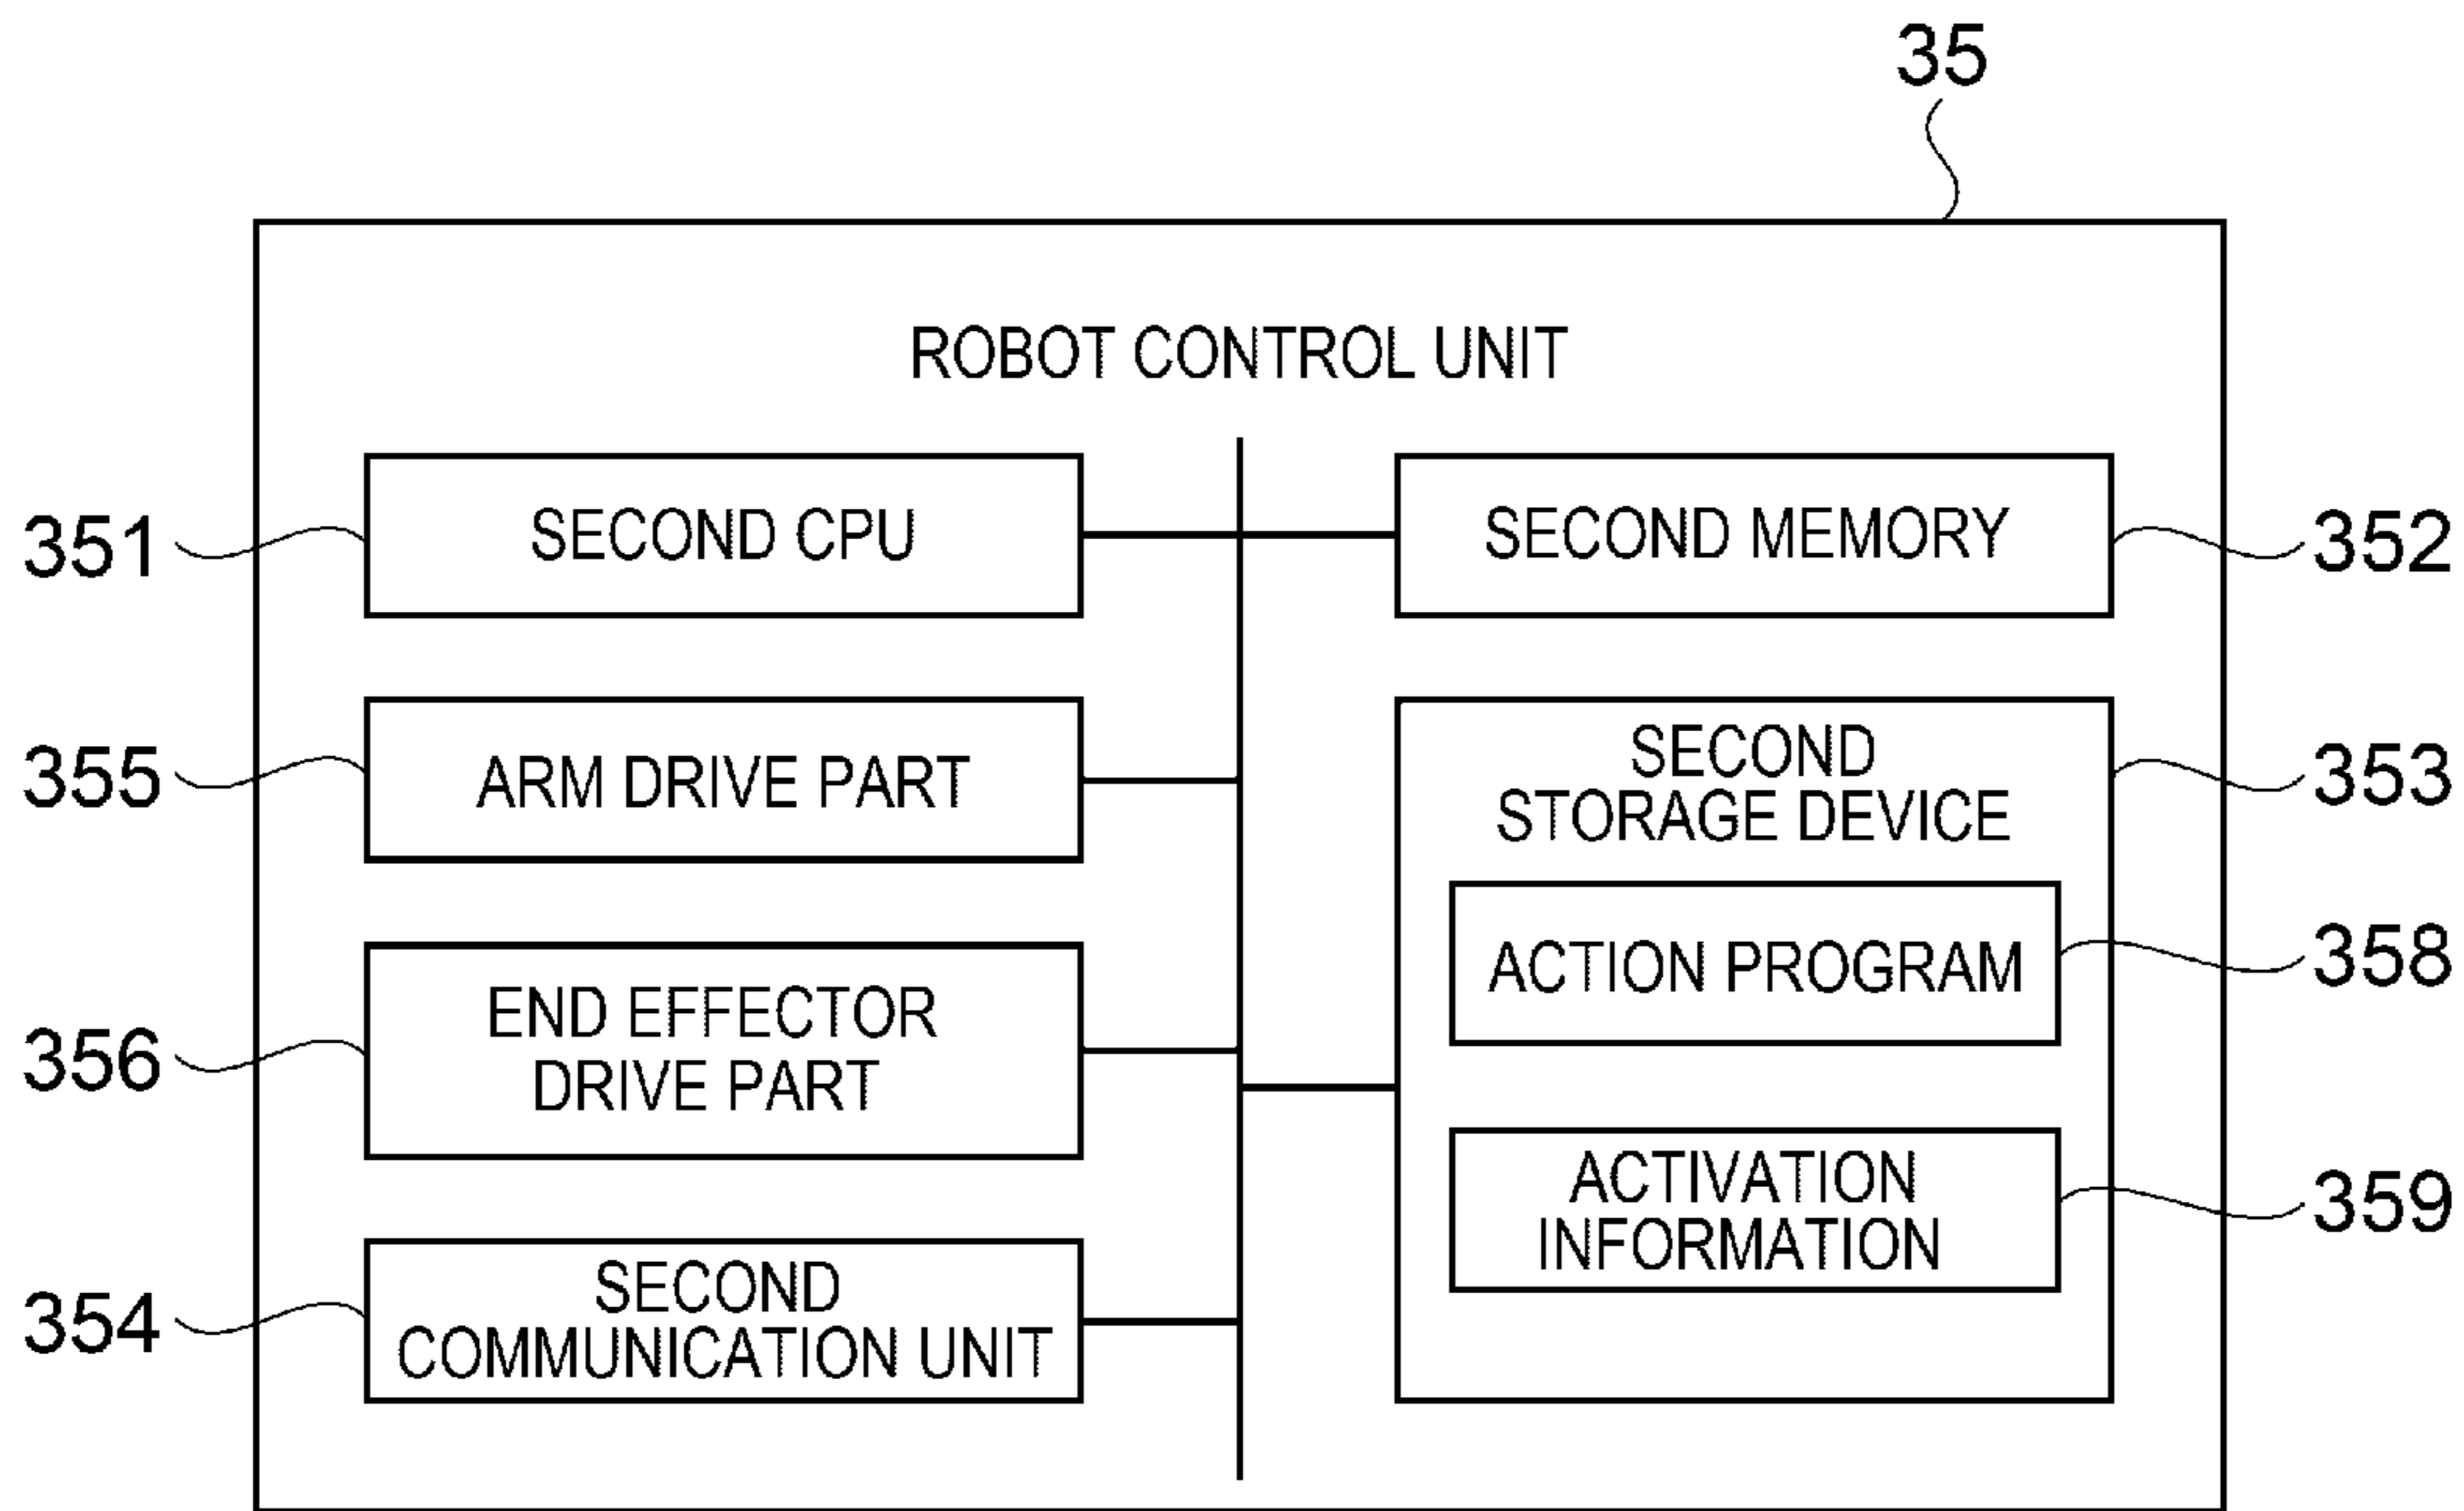 35
ROBOT CONTROL UNIT
351
SECOND CPU
SECOND MEMORY
352
355
ARM DRIVE PART
SECOND
STORAGE DEVICE
353
ACTION PROGRAM
358
356
END EFFECTOR
DRIVE PART
ACTIVATION
INFORMATION
359
354
SECOND
COMMUNICATION UNIT